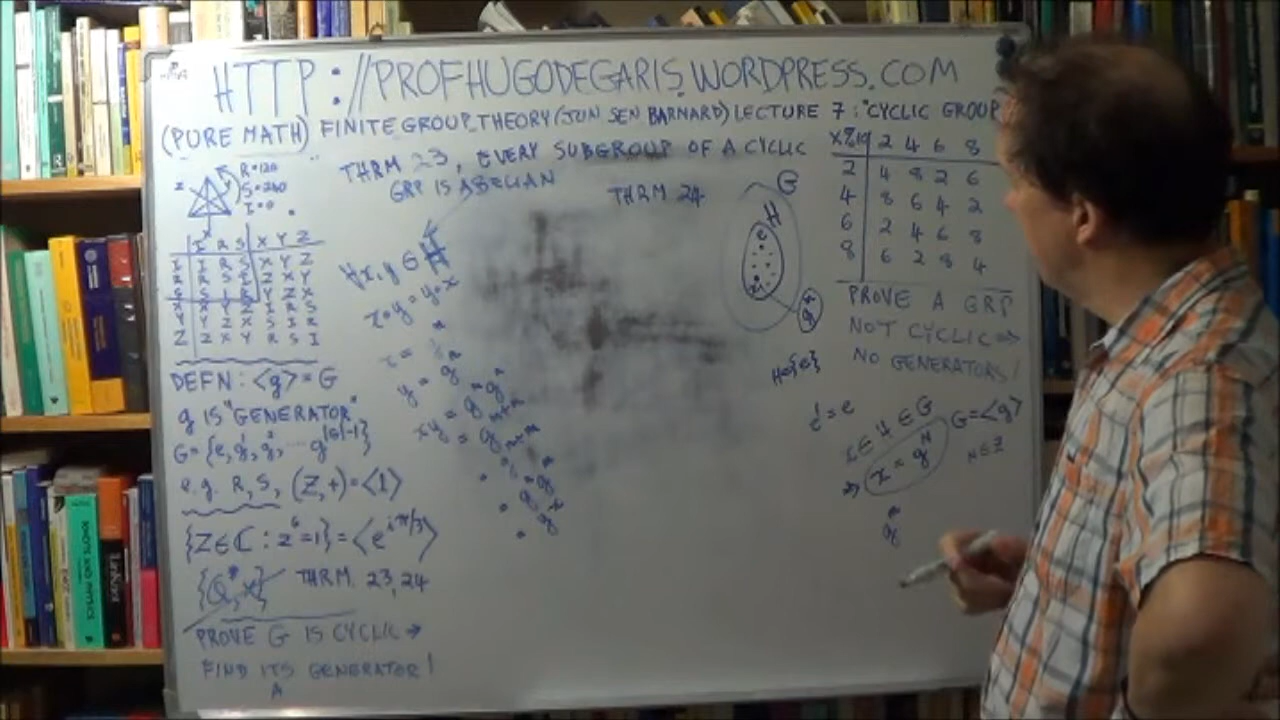 HTTP://PROFHUGODEGARIS.WORDPRESS.COM
(PURE MATH) FINITE GROUP THEORY (JON SEN BARNARD) LECTURE 7: "CYCLIC GROUP
THRM 23, EVERY SUBGROUP OF A CYCLIC
GRP IS ABELIAN
THRM 24
R=120
S=240
I=0
I R S X Y Z
I I R S X Y Z
R R S I Z X Y
S S I R Y Z X
X X Y Z I R S
Y Y Z X S I R
Z Z X Y R S I
DEFN: <g> = G
g IS "GENERATOR"
G = {e, g¹, g², ... g^|G|-1}
e.g. R, S, (Z,+) = <1>
{Z∈ℂ : z⁶=1} = <e^iπ/3>
{Q*, x} THRM. 23, 24
PROVE G IS CYCLIC →
FIND ITS GENERATOR!
A
∀x,y ∈ H
x∘y = y∘x
G
H
e
H={e}
X%10 2 4 6 8
2 4 8 2 6
4 8 6 4 2
6 2 4 6 8
8 6 2 8 4
PROVE A GRP
NOT CYCLIC ⇒
NO GENERATORS!
x∈H∈G
G=<g>
⇒ x = g^N
N∈Z